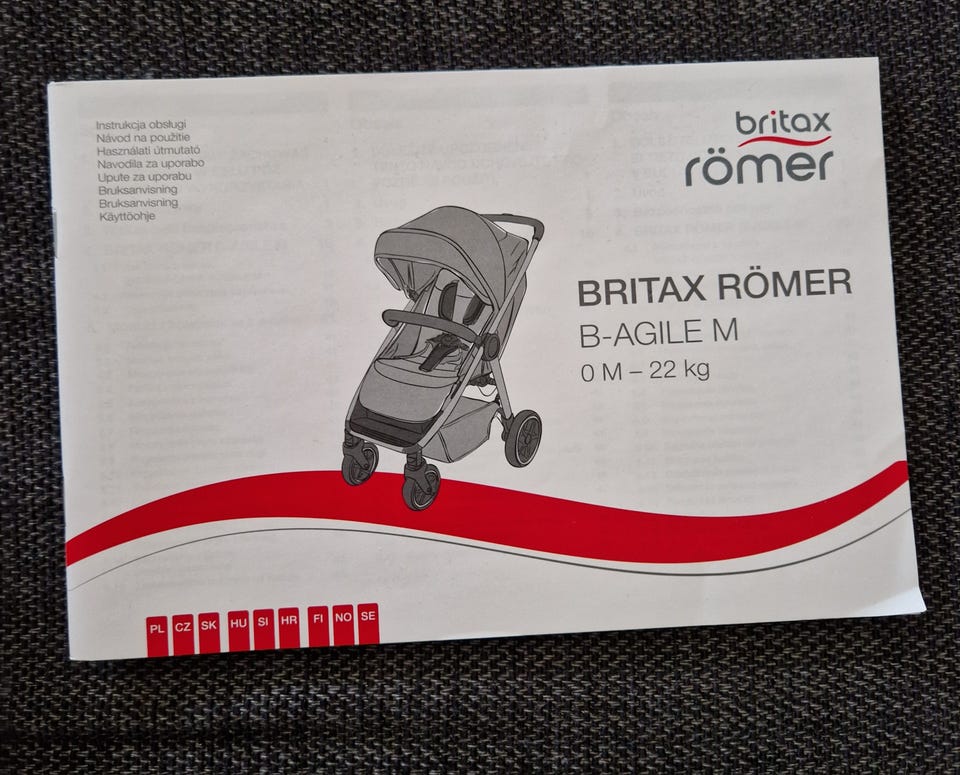 Instrukcja obsługi
Návod na použitie
Használati útmutató
Navodila za uporabo
Upute za uporabu
Bruksanvisning
Bruksanvisning
Käyttöohje
britax
römer
BRITAX RÖMER
B-AGILE M
0 M – 22 kg
PL CZ SK HU SI HR FI NO SE